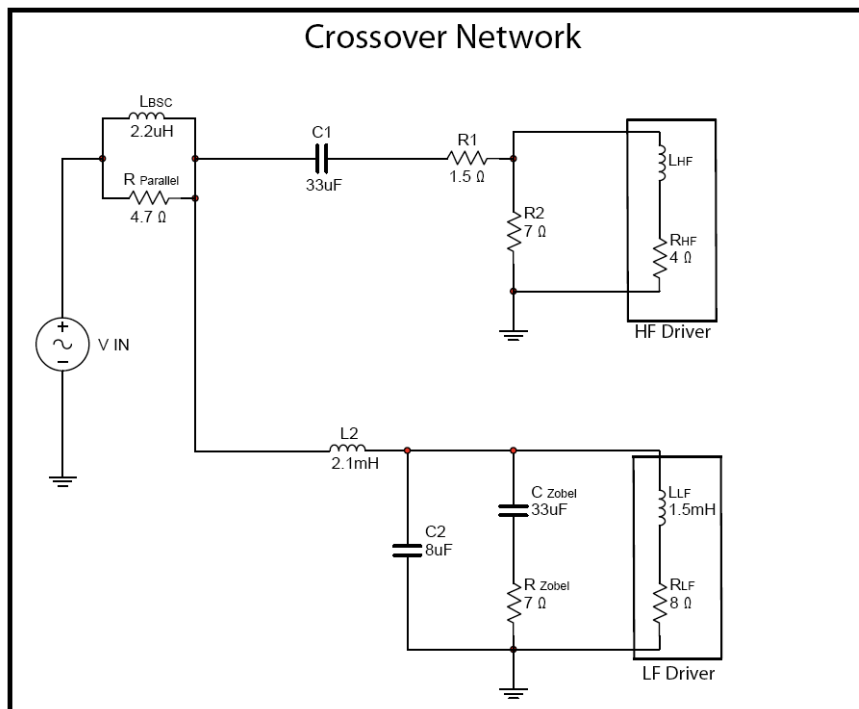 Crossover Network
LBSC
2.2uH
R Parallel
4.7 Ω
C1
33uF
R1
1.5 Ω
R2
7 Ω
LHF
RHF
4 Ω
HF Driver
+
−
V IN
L2
2.1mH
C2
8uF
C Zobel
33uF
R Zobel
7 Ω
LLF
1.5mH
RLF
8 Ω
LF Driver